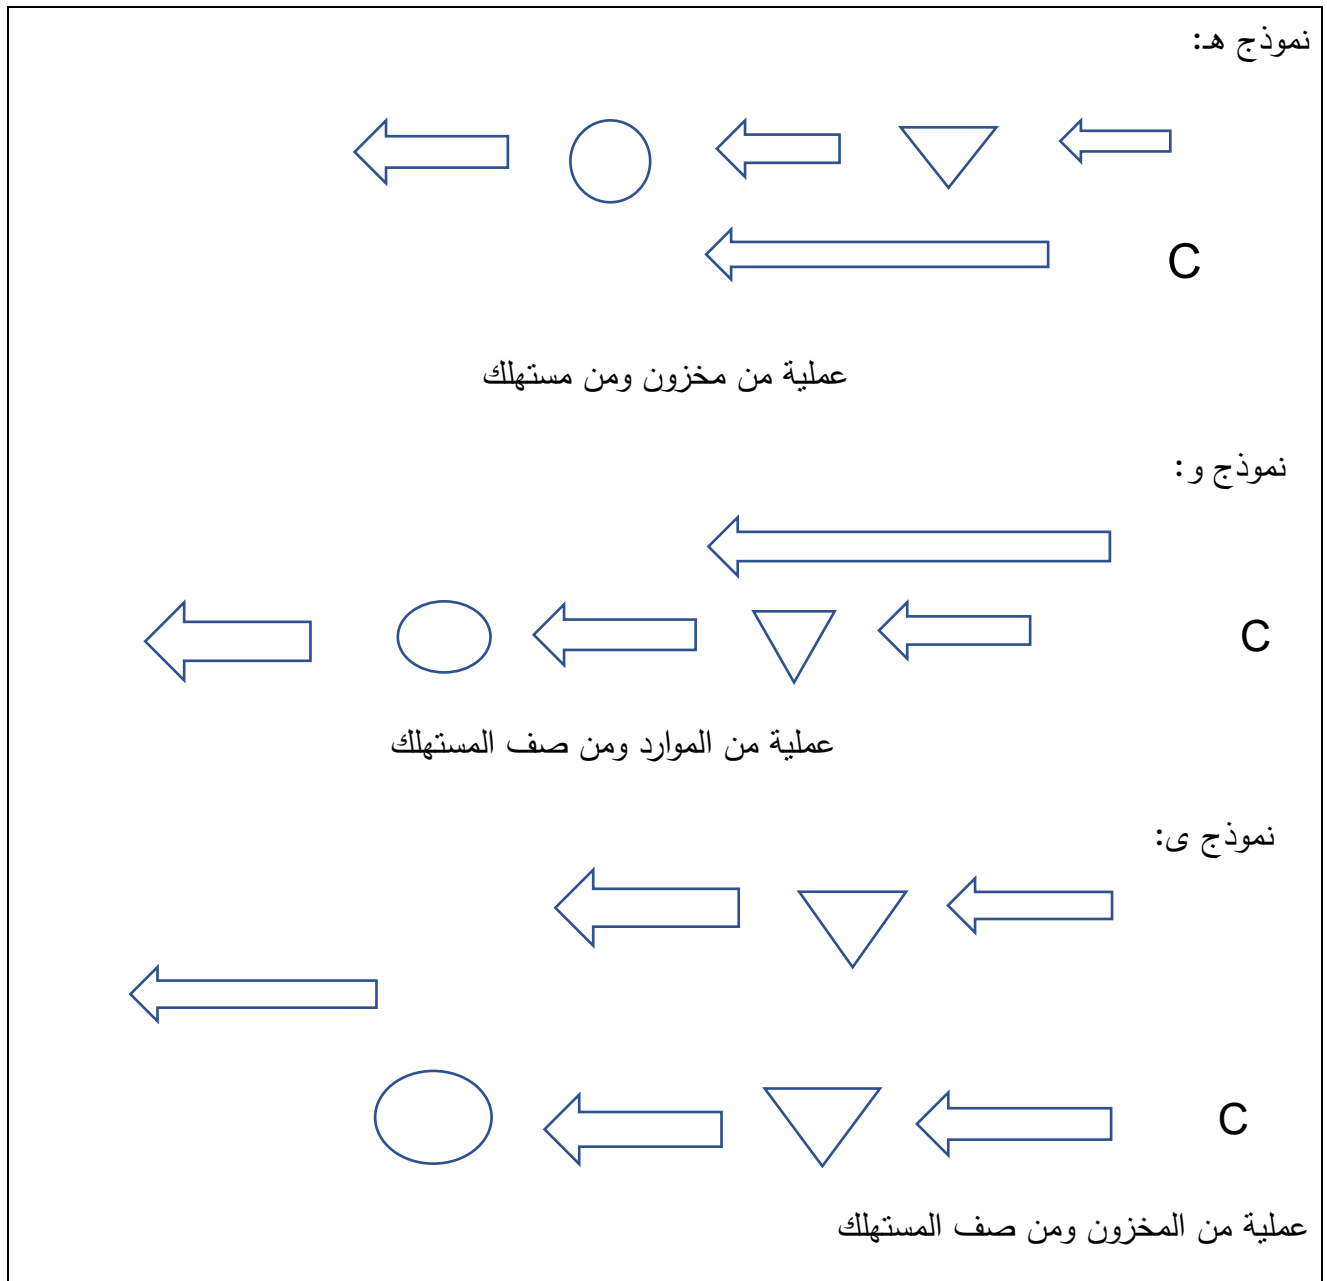 نموذج هـ:
C
عملية من مخزون ومن مستهلك
نموذج و:
C
عملية من الموارد ومن صف المستهلك
نموذج ى:
C
عملية من المخزون ومن صف المستهلك